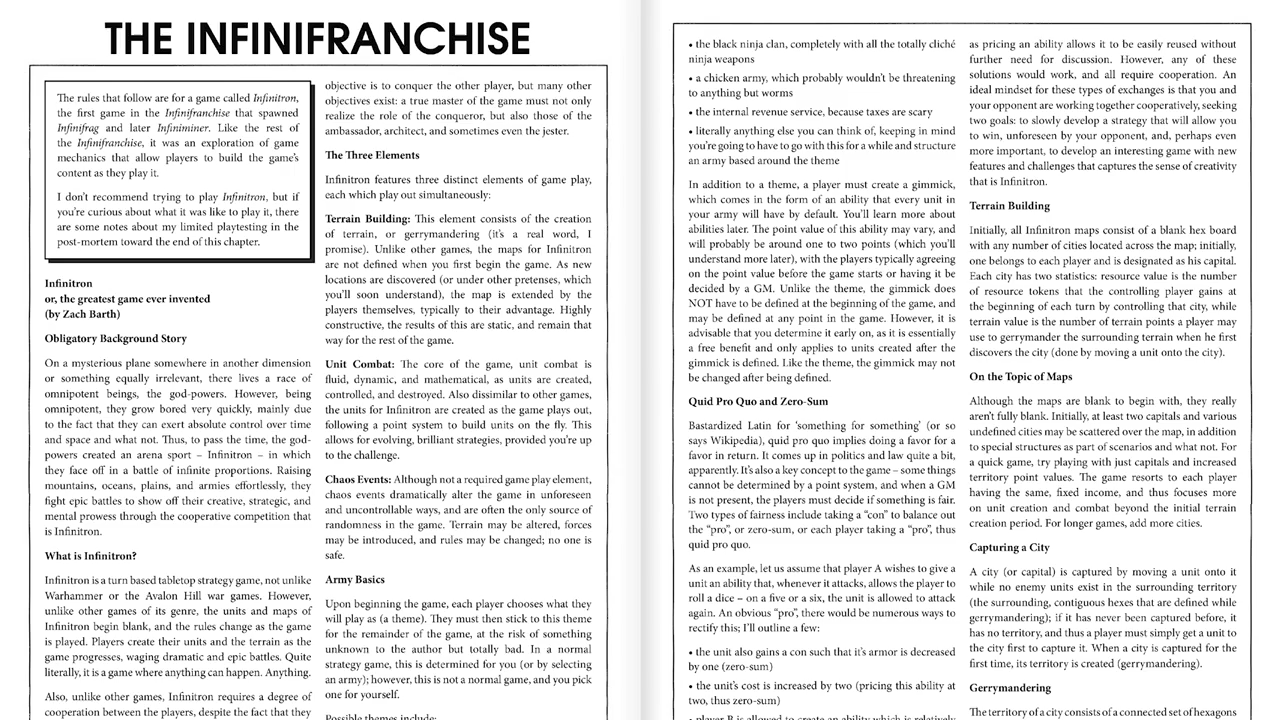 THE INFINIFRANCHISE
The rules that follow are for a game called Infinitron,
the first game in the Infinifranchise that spawned
Infinifrag and later Infiniminer. Like the rest of
the Infinifranchise, it was an exploration of game
mechanics that allow players to build the game's
content as they play it.
I don't recommend trying to play Infinitron, but if
you're curious about what it was like to play it, there
are some notes about my limited playtesting in the
post-mortem toward the end of this chapter.
Infinitron
or, the greatest game ever invented
(by Zach Barth)
Obligatory Background Story
On a mysterious plane somewhere in another dimension
or something equally irrelevant, there lives a race of
omnipotent beings, the god-powers. However, being
omnipotent, they grow bored very quickly, mainly due
to the fact that they can exert absolute control over time
and space and what not. Thus, to pass the time, the god-
powers created an arena sport – Infinitron – in which
they face off in a battle of infinite proportions. Raising
mountains, oceans, plains, and armies effortlessly, they
fight epic battles to show off their creative, strategic, and
mental prowess through the cooperative competition that
is Infinitron.
What is Infinitron?
Infinitron is a turn based tabletop strategy game, not unlike
Warhammer or the Avalon Hill war games. However,
unlike other games of its genre, the units and maps of
Infinitron begin blank, and the rules change as the game
is played. Players create their units and the terrain as the
game progresses, waging dramatic and epic battles. Quite
literally, it is a game where anything can happen. Anything.
Also, unlike other games, Infinitron requires a degree of
cooperation between the players, despite the fact that they
objective is to conquer the other player, but many other
objectives exist: a true master of the game must not only
realize the role of the conqueror, but also those of the
ambassador, architect, and sometimes even the jester.
The Three Elements
Infinitron features three distinct elements of game play,
each which play out simultaneously:
Terrain Building: This element consists of the creation
of terrain, or gerrymandering (it's a real word, I
promise). Unlike other games, the maps for Infinitron
are not defined when you first begin the game. As new
locations are discovered (or under other pretenses, which
you'll soon understand), the map is extended by the
players themselves, typically to their advantage. Highly
constructive, the results of this are static, and remain that
way for the rest of the game.
Unit Combat: The core of the game, unit combat is
fluid, dynamic, and mathematical, as units are created,
controlled, and destroyed. Also dissimilar to other games,
the units for Infinitron are created as the game plays out,
following a point system to build units on the fly. This
allows for evolving, brilliant strategies, provided you're up
to the challenge.
Chaos Events: Although not a required game play element,
chaos events dramatically alter the game in unforeseen
and uncontrollable ways, and are often the only source of
randomness in the game. Terrain may be altered, forces
may be introduced, and rules may be changed; no one is
safe.
Army Basics
Upon beginning the game, each player chooses what they
will play as (a theme). They must then stick to this theme
for the remainder of the game, at the risk of something
unknown to the author but totally bad. In a normal
strategy game, this is determined for you (or by selecting
an army); however, this is not a normal game, and you pick
one for yourself.
Possible themes include:
• the black ninja clan, completely with all the totally cliché
ninja weapons
• a chicken army, which probably wouldn't be threatening
to anything but worms
• the internal revenue service, because taxes are scary
• literally anything else you can think of, keeping in mind
you're going to have to go with this for a while and structure
an army based around the theme
In addition to a theme, a player must create a gimmick,
which comes in the form of an ability that every unit in
your army will have by default. You'll learn more about
abilities later. The point value of this ability may vary, and
will probably be around one to two points (which you'll
understand more later), with the players typically agreeing
on the point value before the game starts or having it be
decided by a GM. Unlike the theme, the gimmick does
NOT have to be defined at the beginning of the game, and
may be defined at any point in the game. However, it is
advisable that you determine it early on, as it is essentially
a free benefit and only applies to units created after the
gimmick is defined. Like the theme, the gimmick may not
be changed after being defined.
Quid Pro Quo and Zero-Sum
Bastardized Latin for 'something for something' (or so
says Wikipedia), quid pro quo implies doing a favor for a
favor in return. It comes up in politics and law quite a bit,
apparently. It's also a key concept to the game – some things
cannot be determined by a point system, and when a GM
is not present, the players must decide if something is fair.
Two types of fairness include taking a "con" to balance out
the "pro", or zero-sum, or each player taking a "pro", thus
quid pro quo.
As an example, let us assume that player A wishes to give a
unit an ability that, whenever it attacks, allows the player to
roll a dice – on a five or a six, the unit is allowed to attack
again. An obvious "pro", there would be numerous ways to
rectify this; I'll outline a few:
• the unit also gains a con such that it's armor is decreased
by one (zero-sum)
• the unit's cost is increased by two (pricing this ability at
two, thus zero-sum)
• player B is allowed to create an ability which is relatively
as pricing an ability allows it to be easily reused without
further need for discussion. However, any of these
solutions would work, and all require cooperation. An
ideal mindset for these types of exchanges is that you and
your opponent are working together cooperatively, seeking
two goals: to slowly develop a strategy that will allow you
to win, unforeseen by your opponent, and, perhaps even
more important, to develop an interesting game with new
features and challenges that captures the sense of creativity
that is Infinitron.
Terrain Building
Initially, all Infinitron maps consist of a blank hex board
with any number of cities located across the map; initially,
one belongs to each player and is designated as his capital.
Each city has two statistics: resource value is the number
of resource tokens that the controlling player gains at
the beginning of each turn by controlling that city, while
terrain value is the number of terrain points a player may
use to gerrymander the surrounding terrain when he first
discovers the city (done by moving a unit onto the city).
On the Topic of Maps
Although the maps are blank to begin with, they really
aren't fully blank. Initially, at least two capitals and various
undefined cities may be scattered over the map, in addition
to special structures as part of scenarios and what not. For
a quick game, try playing with just capitals and increased
territory point values. The game resorts to each player
having the same, fixed income, and thus focuses more
on unit creation and combat beyond the initial terrain
creation period. For longer games, add more cities.
Capturing a City
A city (or capital) is captured by moving a unit onto it
while no enemy units exist in the surrounding territory
(the surrounding, contiguous hexes that are defined while
gerrymandering); if it has never been captured before, it
has no territory, and thus a player must simply get a unit to
the city first to capture it. When a city is captured for the
first time, its territory is created (gerrymandering).
Gerrymandering
The territory of a city consists of a connected set of hexagons